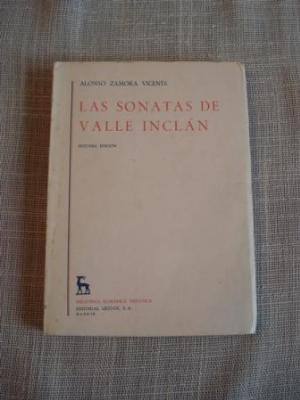 ALONSO ZAMORA VICENTE
LAS SONATAS DE
VALLE INCLÁN
SEGUNDA EDICIÓN
BIBLIOTECA ROMÁNICA HISPÁNICA
EDITORIAL GREDOS, S. A.
MADRID